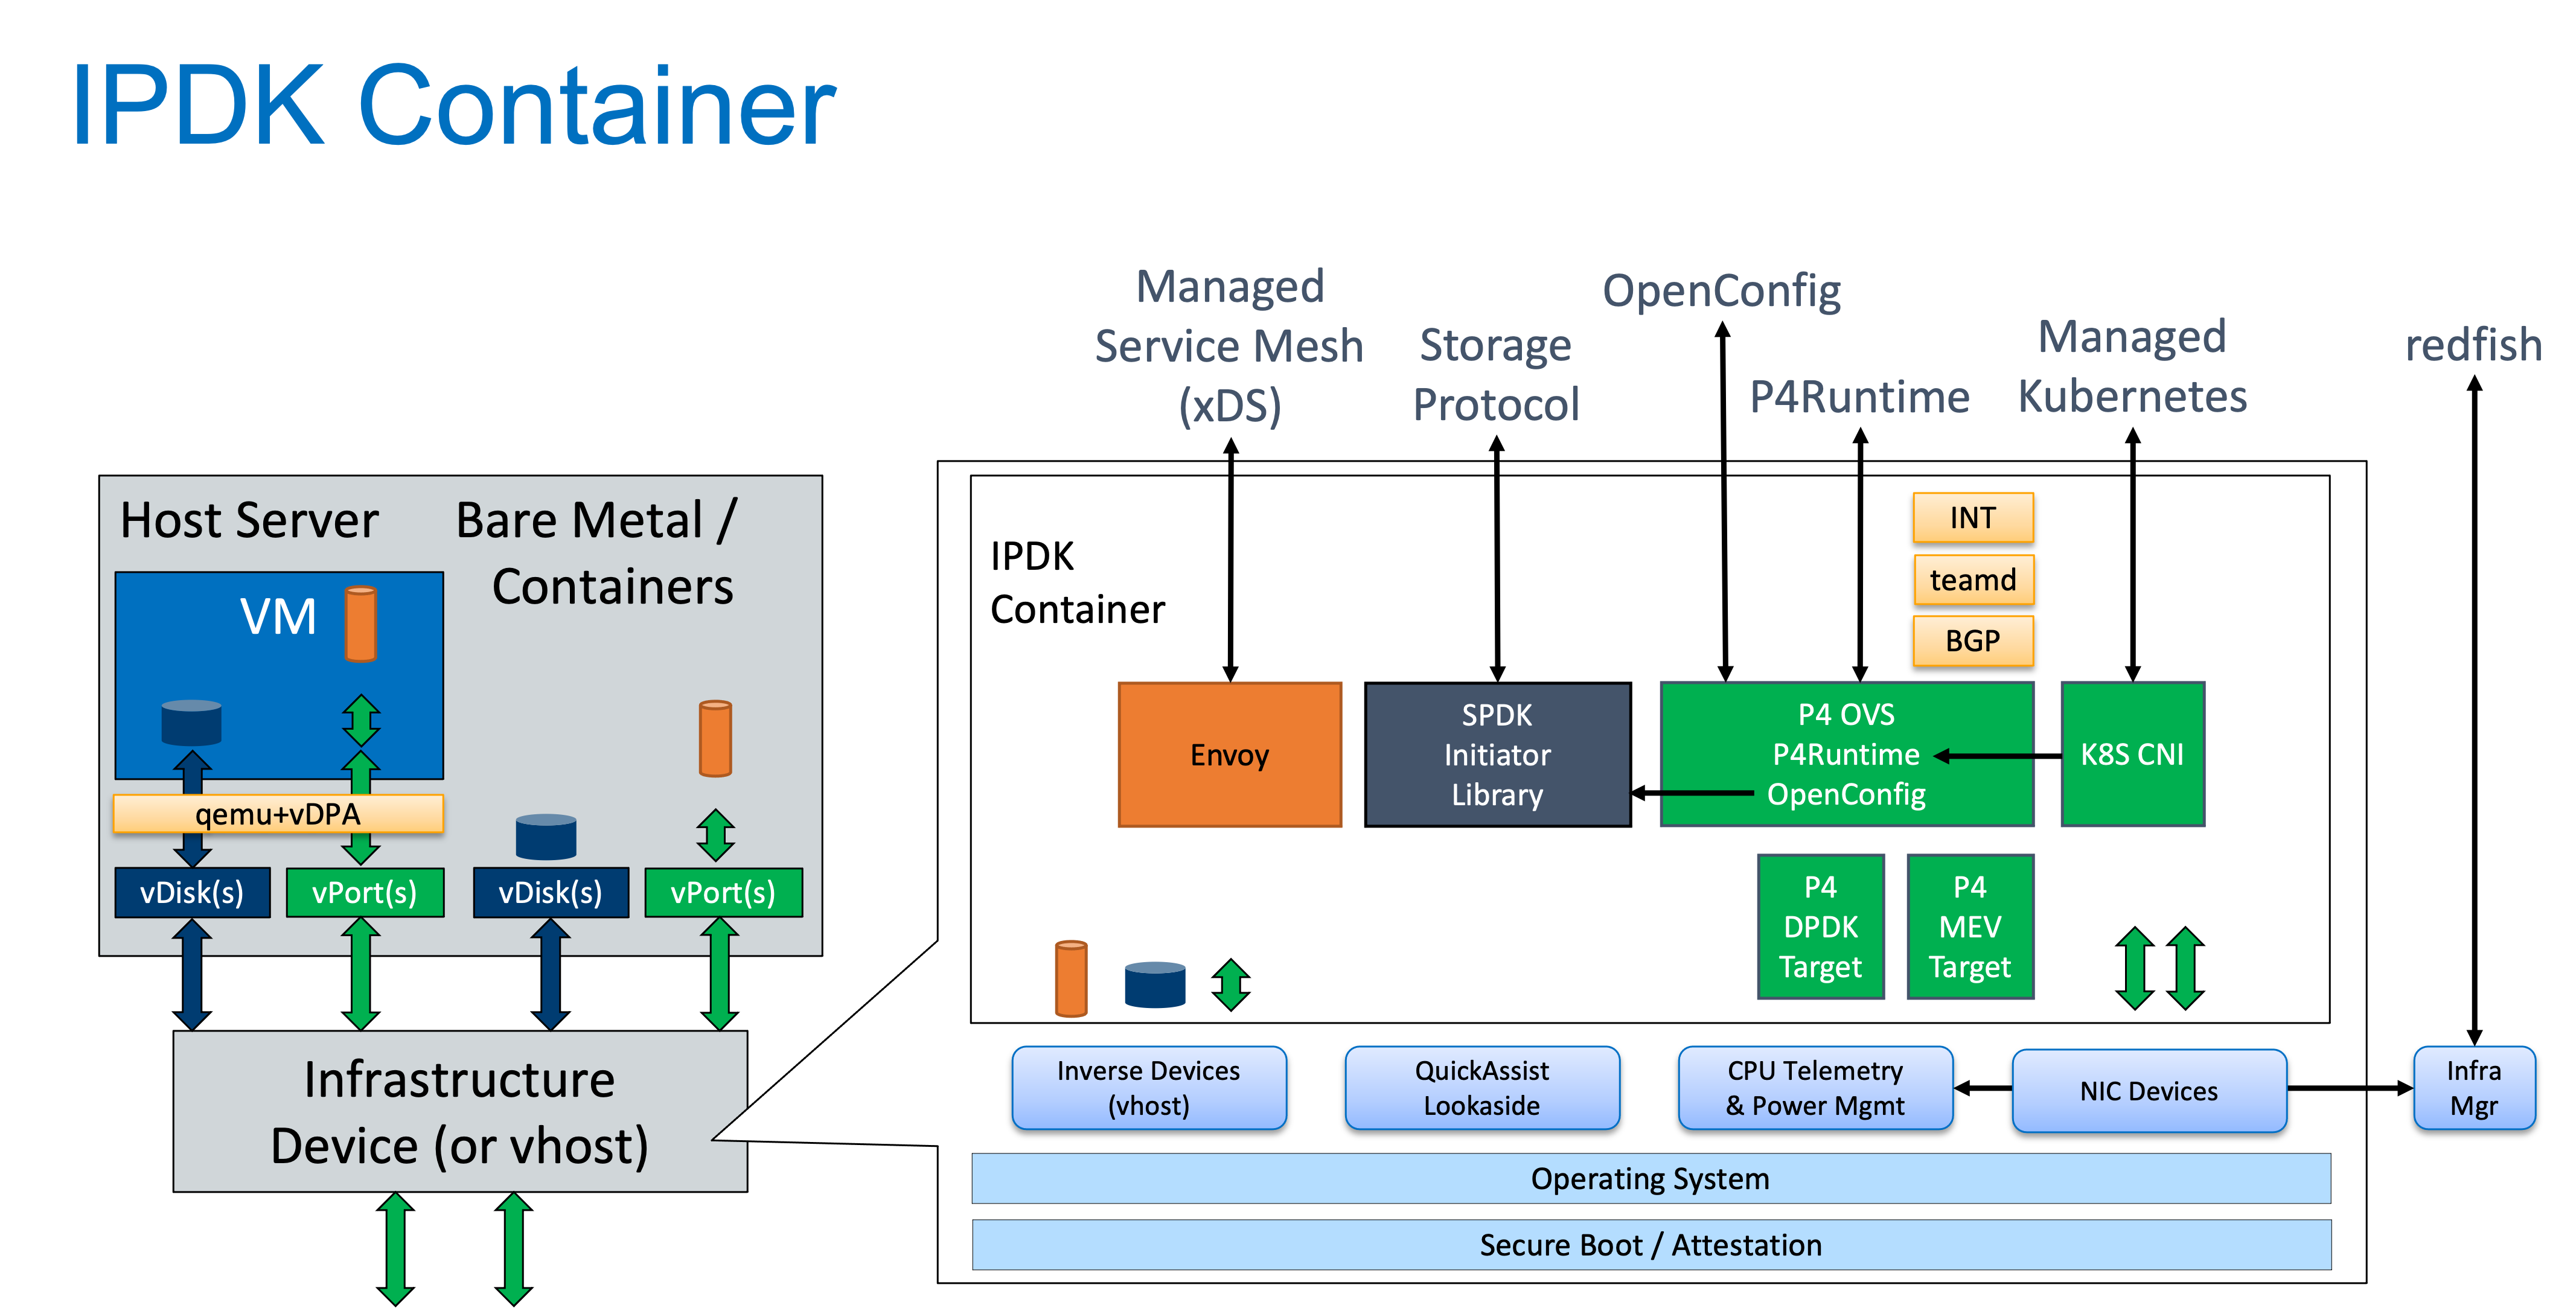 IPDK Container
Managed
Service Mesh
(xDS)
Storage
Protocol
OpenConfig
P4Runtime
Managed
Kubernetes
redfish
Host Server
Bare Metal /
Containers
VM
qemu+vDPA
vDisk(s)
vPort(s)
vDisk(s)
vPort(s)
Infrastructure
Device (or vhost)
IPDK
Container
INT
teamd
BGP
Envoy
SPDK
Initiator
Library
P4 OVS
P4Runtime
OpenConfig
K8S CNI
P4
DPDK
Target
P4
MEV
Target
Inverse Devices
(vhost)
QuickAssist
Lookaside
CPU Telemetry
& Power Mgmt
NIC Devices
Infra
Mgr
Operating System
Secure Boot / Attestation